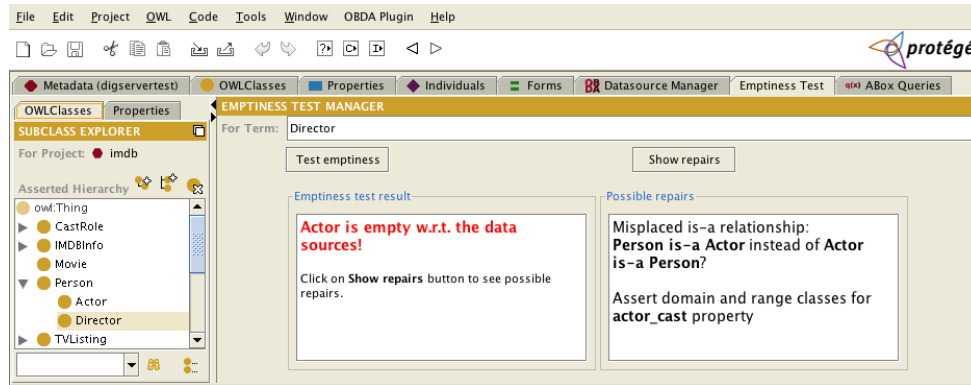 File Edit Project OWL Code Tools Window OBDA Plugin Help
protégé
Metadata (digservertest) OWLClasses Properties Individuals Forms Datasource Manager Emptiness Test q(x) ABox Queries
OWLClasses Properties
SUBCLASS EXPLORER
For Project: imdb
Asserted Hierarchy
owl:Thing
CastRole
IMDBInfo
Movie
Person
Actor
Director
TVListing
EMPTINESS TEST MANAGER
For Term: Director
Test emptiness
Show repairs
Emptiness test result
Actor is empty w.r.t. the data
sources!
Click on Show repairs button to see possible
repairs.
Possible repairs
Misplaced is-a relationship:
Person is-a Actor instead of Actor
is-a Person?
Assert domain and range classes for
actor_cast property